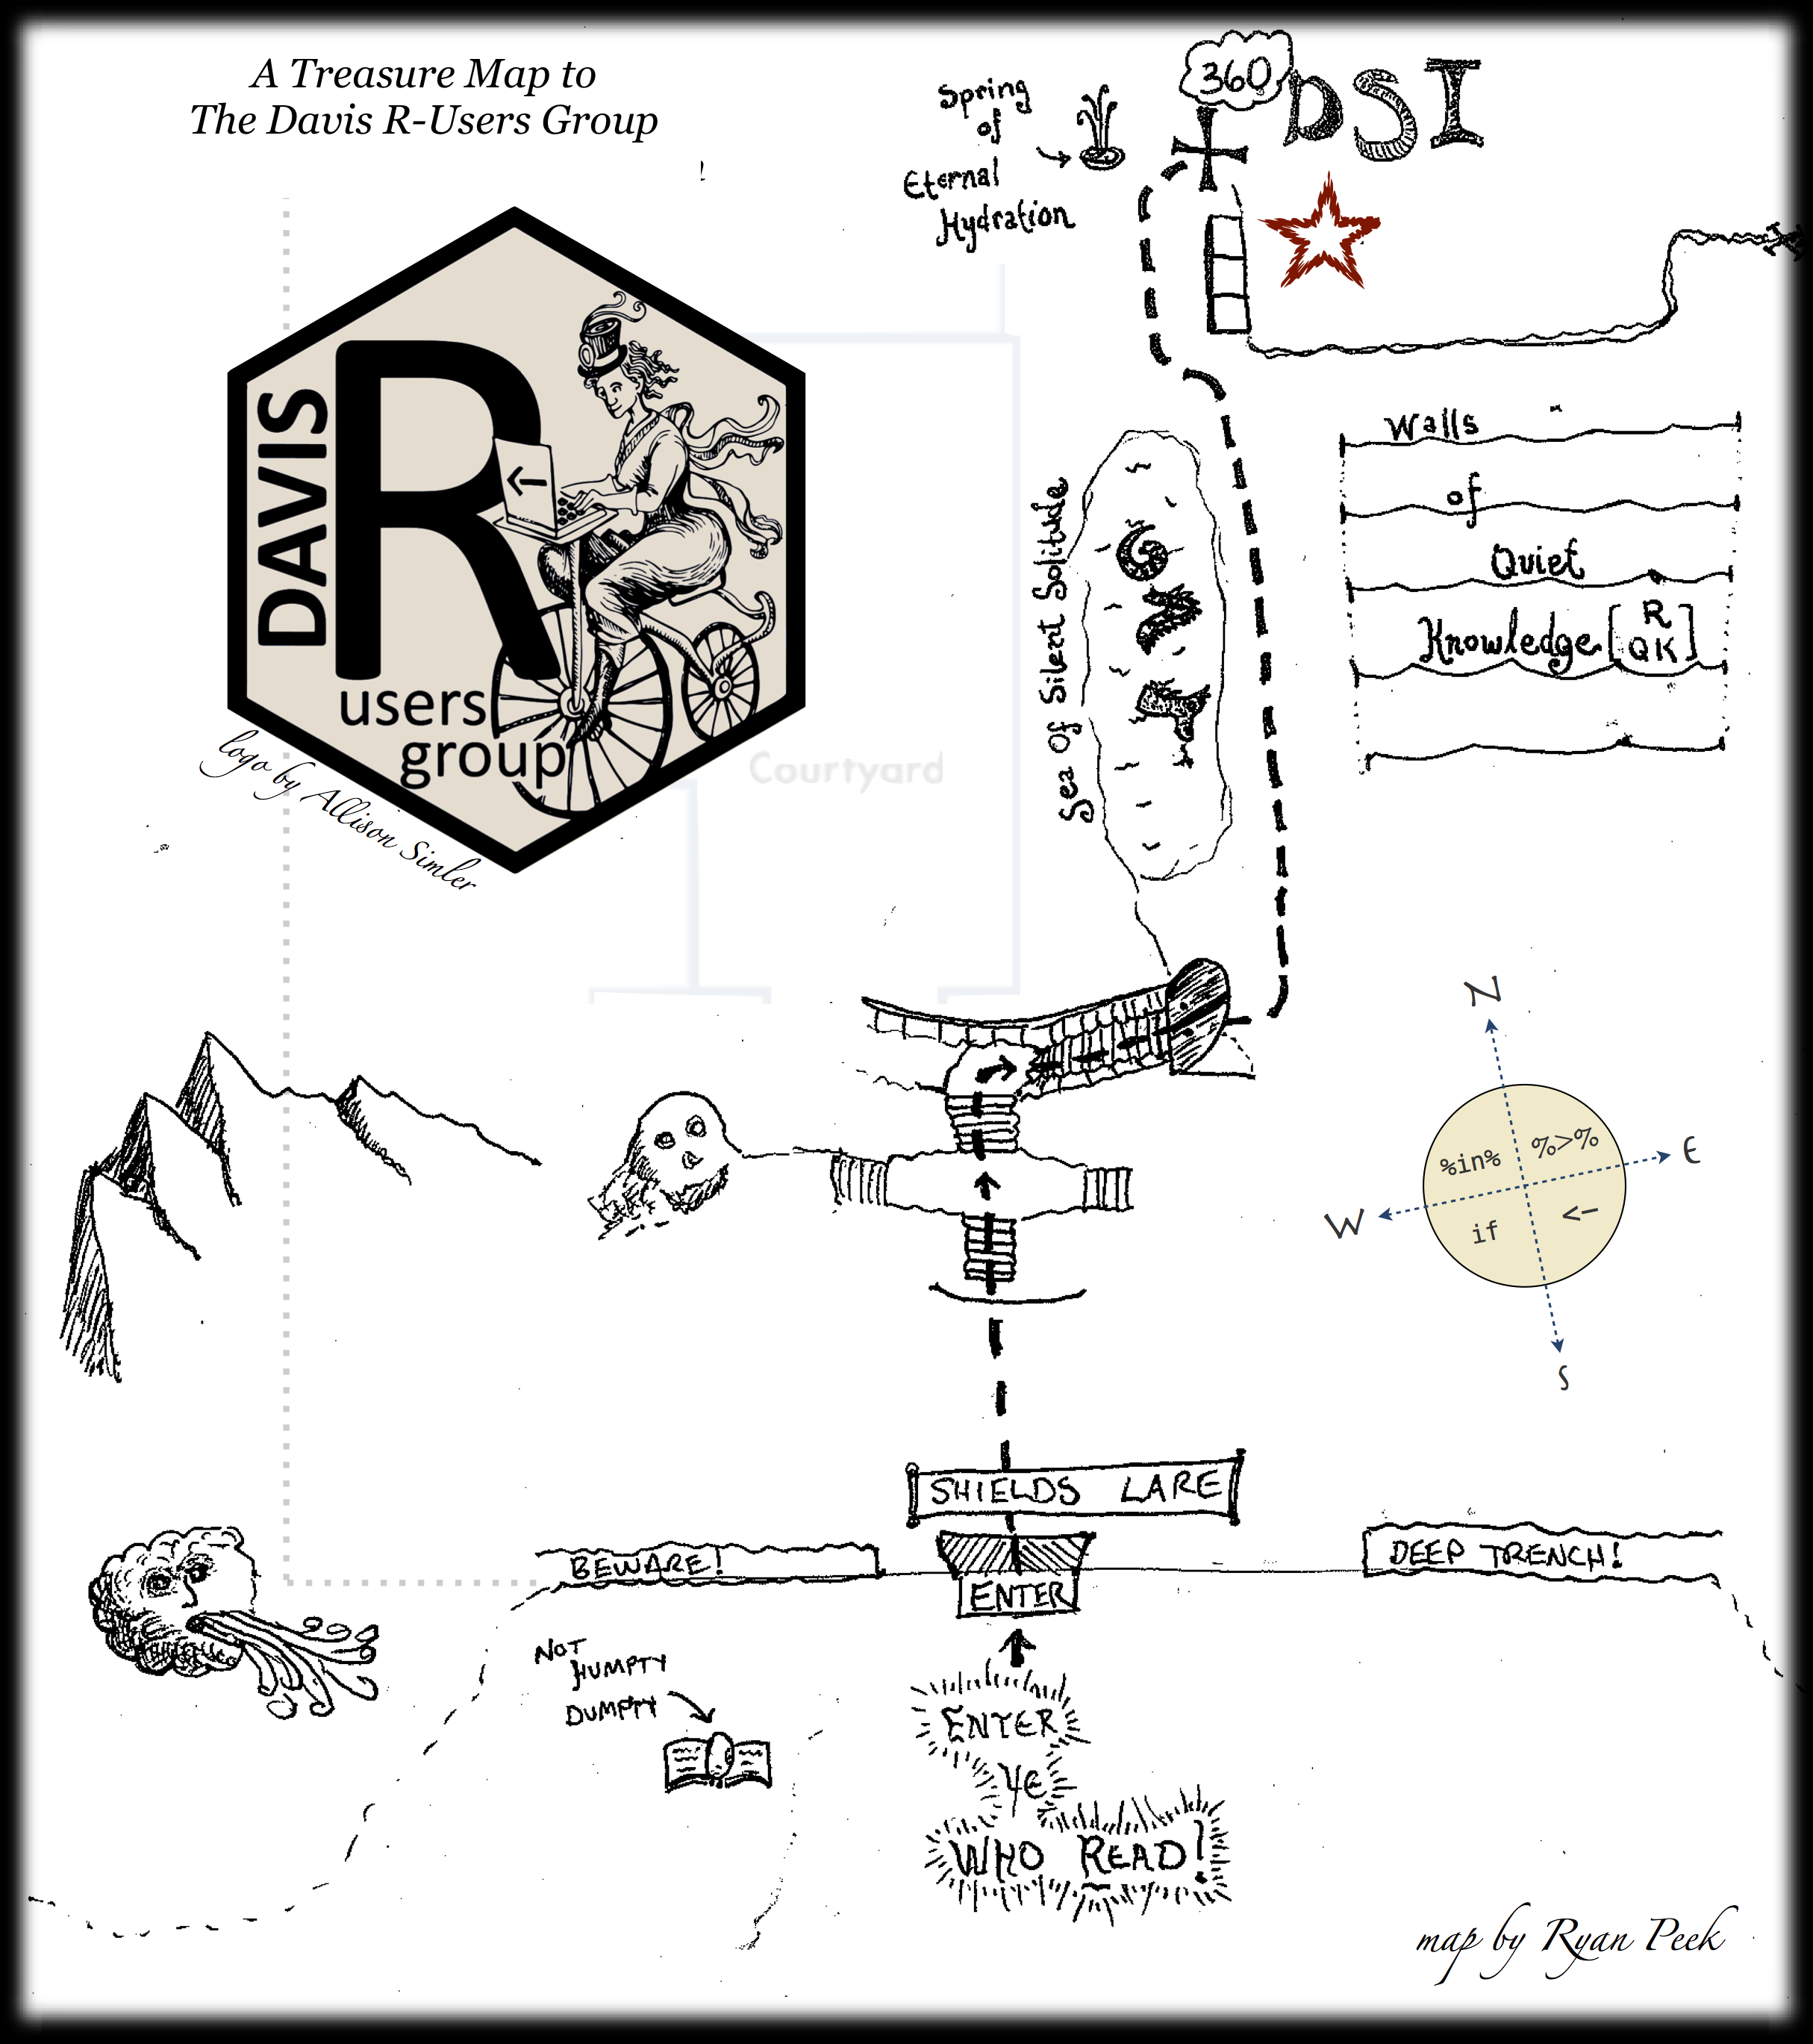 A Treasure Map to
The Davis R-Users Group
Spring
of
Eternal
Hydration
360
DSI
DAVIS
R
←
users
group
logo by Allison Simler
Courtyard
Sea Of Silent Solitude
Walls
of
Quiet
Knowledge [R
QK]
N
%in% %>%
E
W
if <-
S
SHIELDS LARE
BEWARE!
ENTER
DEEP TRENCH!
NOT
HUMPTY
DUMPTY
ENTER
YE
WHO READ!
map by Ryan Peek